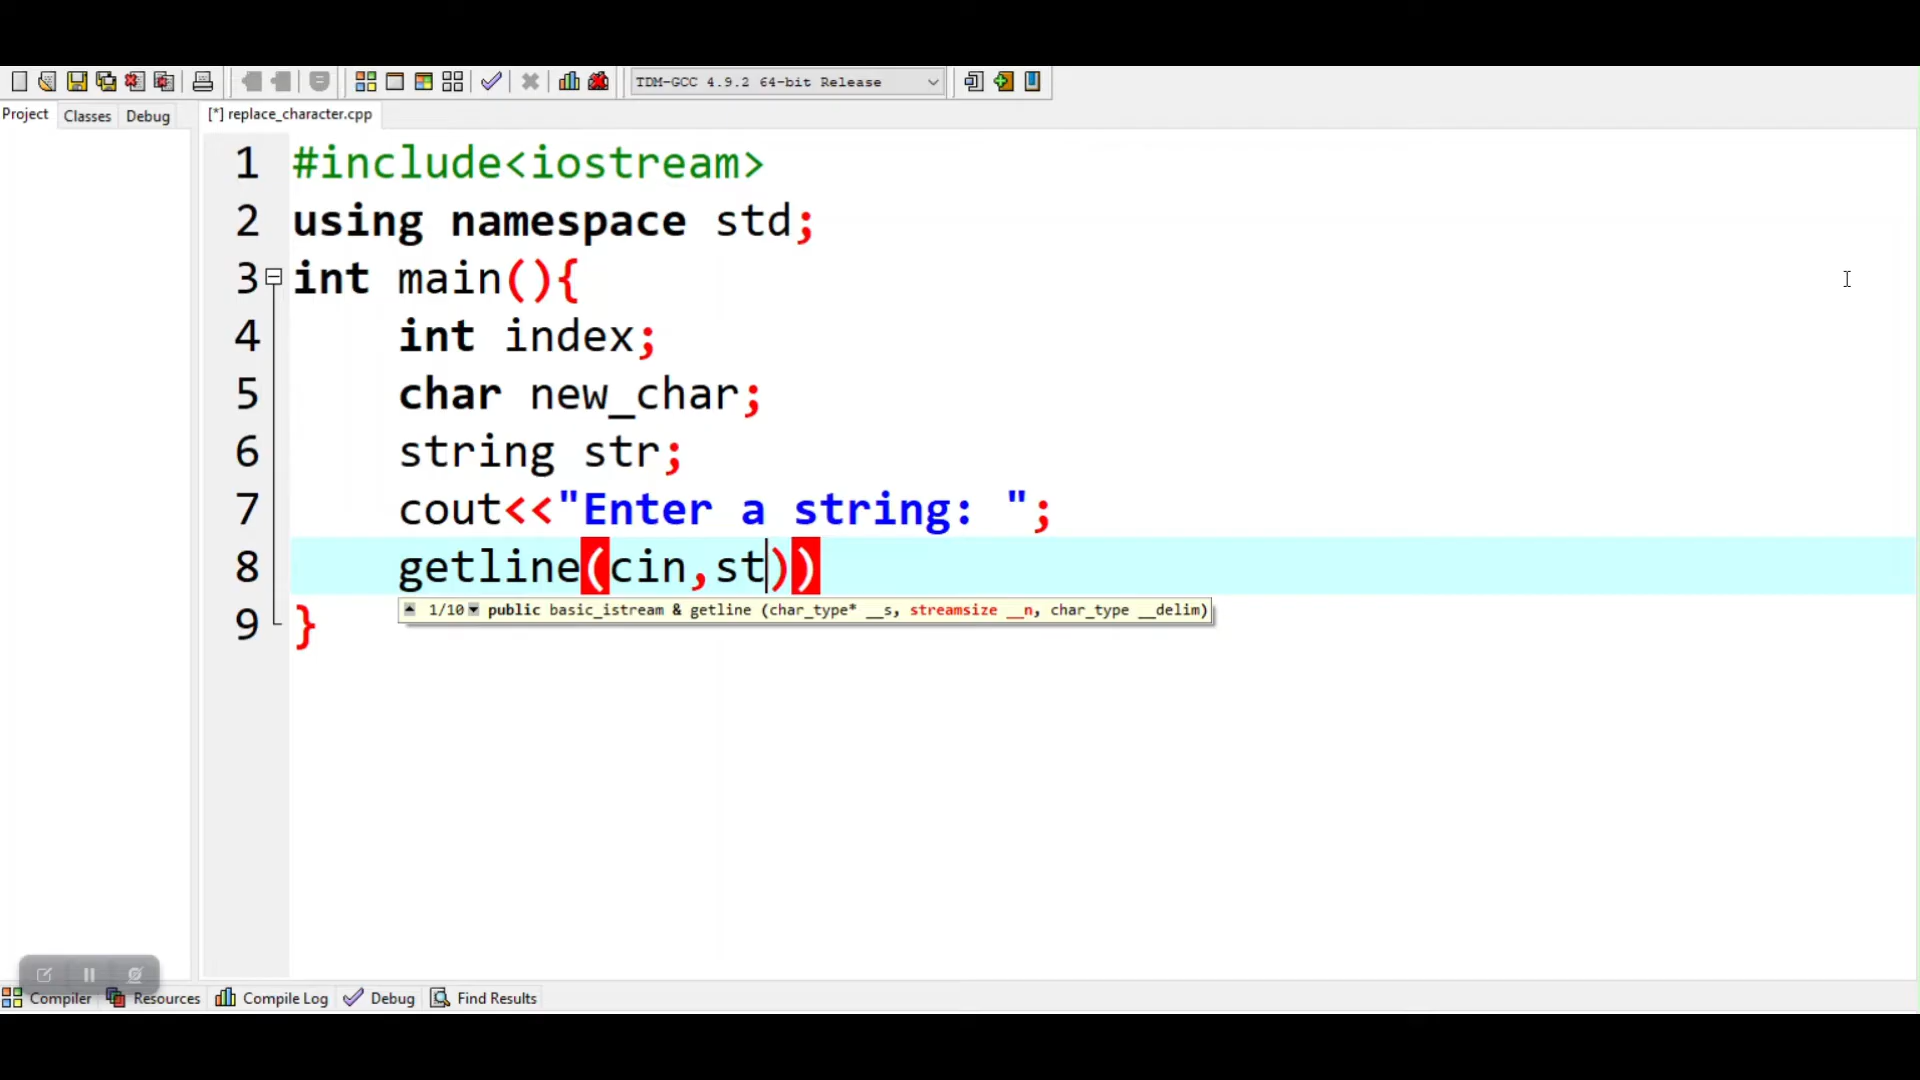 TDM-GCC 4.9.2 64-bit Release
Project Classes Debug [*] replace_character.cpp
1 #include<iostream>
2 using namespace std;
3 int main(){
4 int index;
5 char new_char;
6 string str;
7 cout<<"Enter a string: ";
8 getline(cin,st))
1/10 public basic_istream & getline (char_type* __s, streamsize __n, char_type __delim)
9 }
Compiler Resources Compile Log Debug Find Results